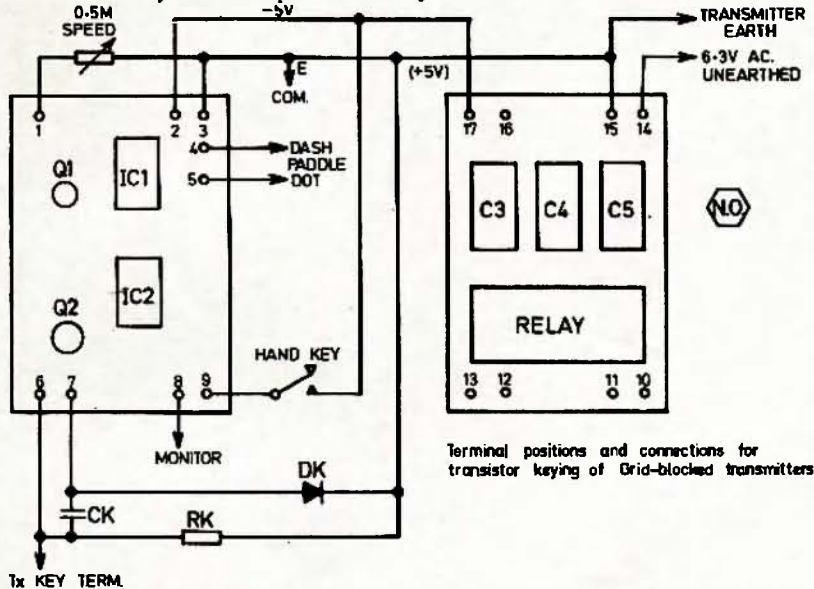 0.5M
SPEED
-5V
TRANSMITTER
EARTH
6·3V AC.
UNEARTHED
E
COM.
(+5V)
1
2
3
17
16
15
14
4
DASH
PADDLE
5
DOT
Q1
IC1
C3
C4
C5
N.O
Q2
IC2
RELAY
HAND KEY
6
7
8
9
13
12
11
10
MONITOR
Terminal positions and connections for
transistor keying of Grid-blocked transmitters
DK
CK
RK
Tx KEY TERM.